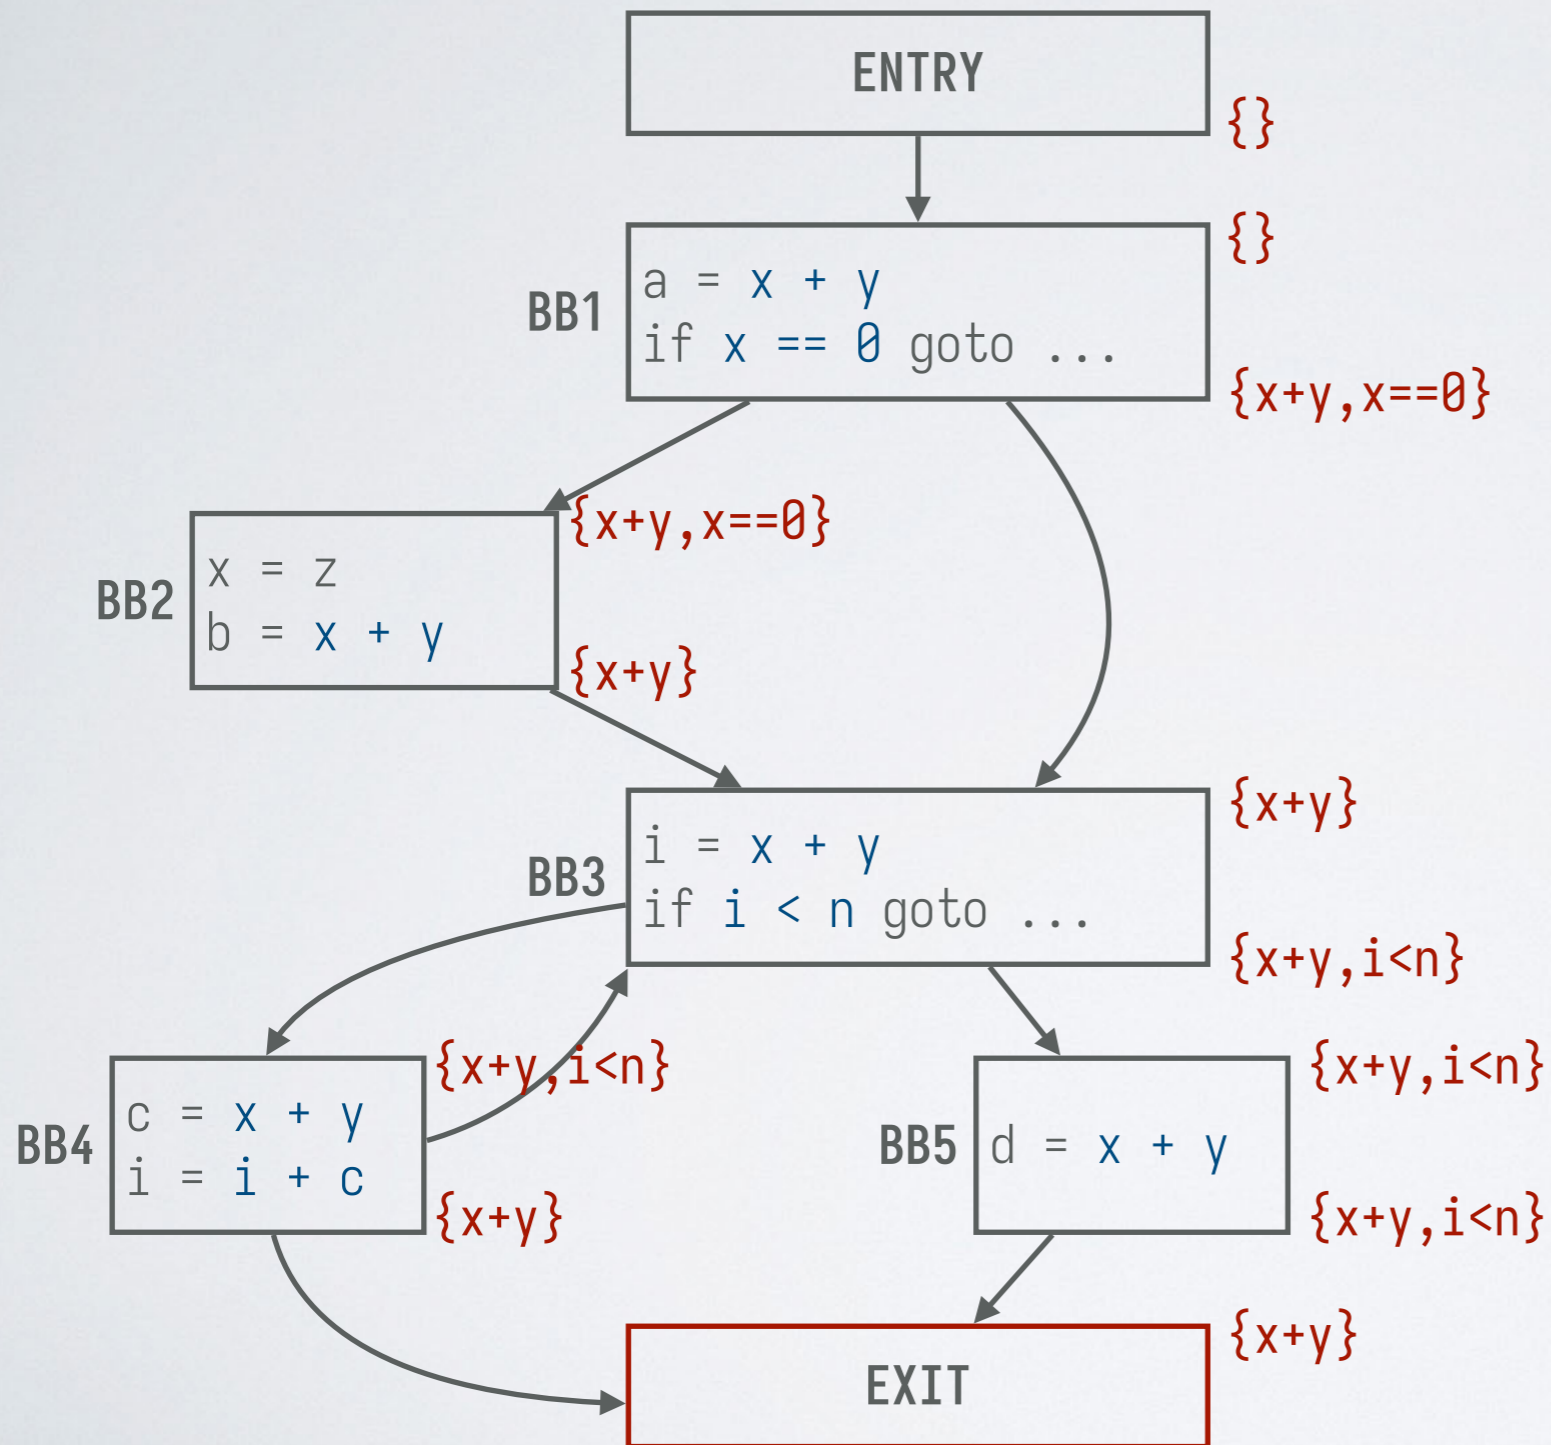 ENTRY
{}
{}
BB1
a = x + y
if x == 0 goto ...
{x+y,x==0}
{x+y,x==0}
BB2
x = z
b = x + y
{x+y}
{x+y}
BB3
i = x + y
if i < n goto ...
{x+y,i<n}
{x+y,i<n}
BB4
c = x + y
i = i + c
{x+y}
{x+y,i<n}
BB5
d = x + y
{x+y,i<n}
{x+y}
EXIT